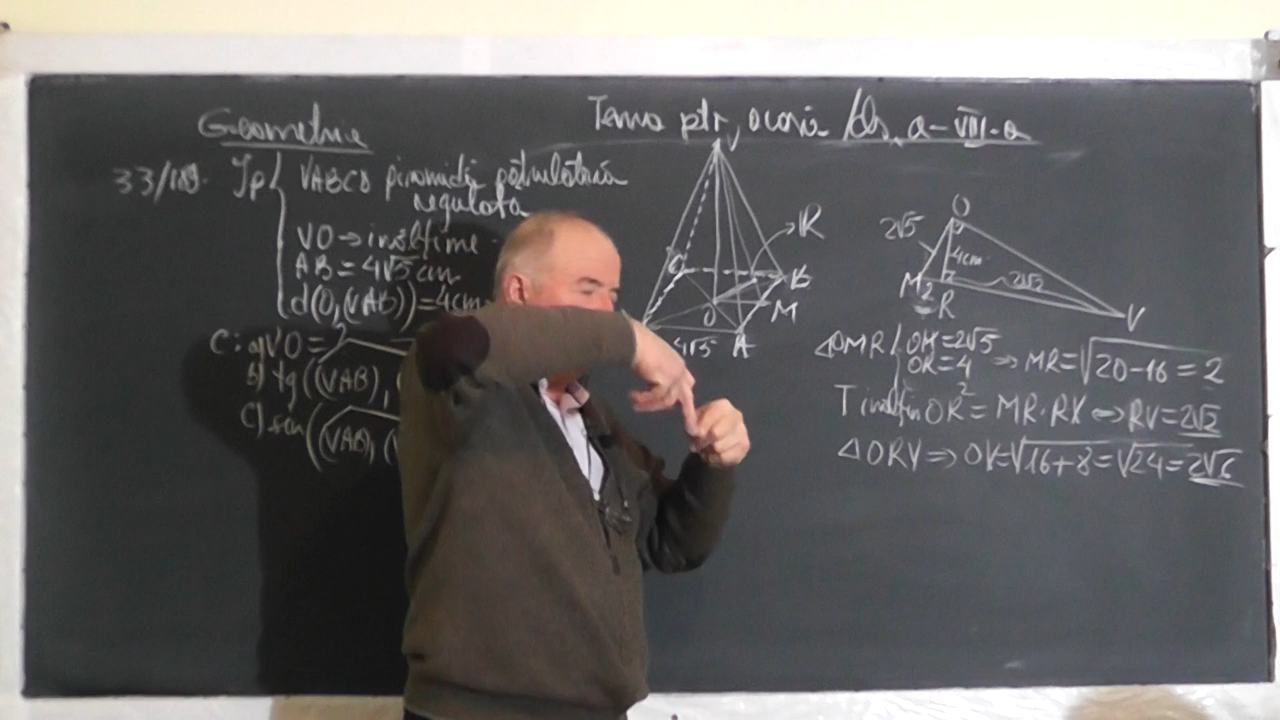 Geometrie
Tema ptr. acasă cls. a-VIII-a
33/189. Ip { VABCD piramidă patrulateră
regulată
VO → înălțime
AB = 4√5 cm
d(O,(VAB)) = 4cm
C: a) VO = ?
b) tg((VAB), (
c) sin((VAB), (V
V
R
C
B
M
O
A
4√5
O
2√5
4cm
2√2
M
2
R
V
ΔOMR { OM = 2√5
OR = 4 ⇒ MR = √20-16 = 2
T înălțim OR² = MR·RV ⇔ RV = 2√2
ΔORV ⇒ OV = √16+8 = √24 = 2√6